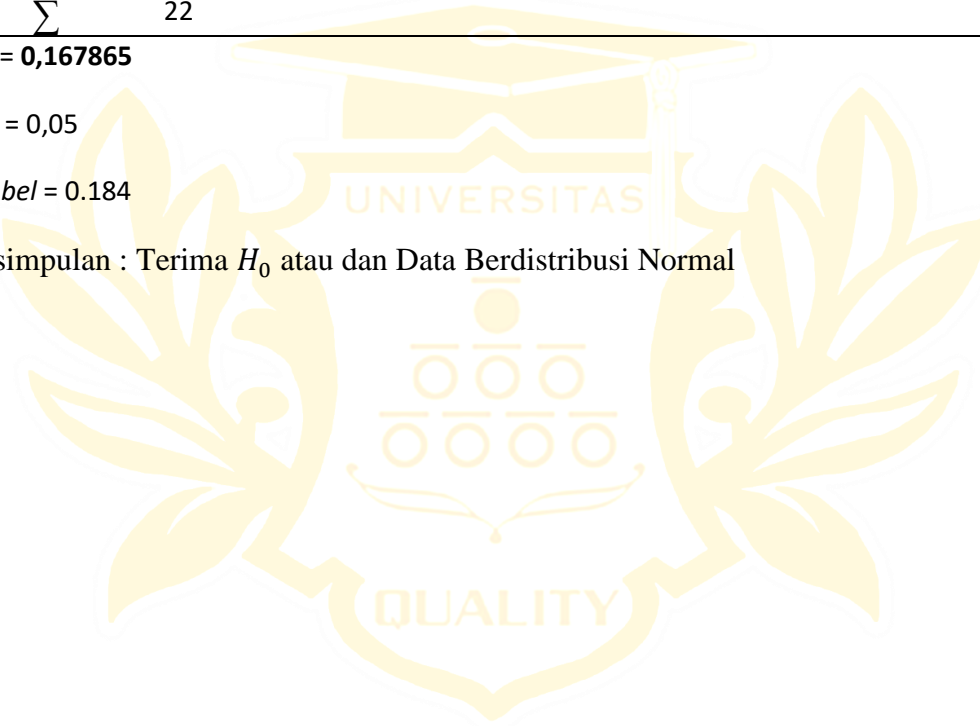 ∑ 22
= 0,167865
= 0,05
bel = 0.184
simpulan : Terima H₀ atau dan Data Berdistribusi Normal
UNIVERSITAS
QUALITY